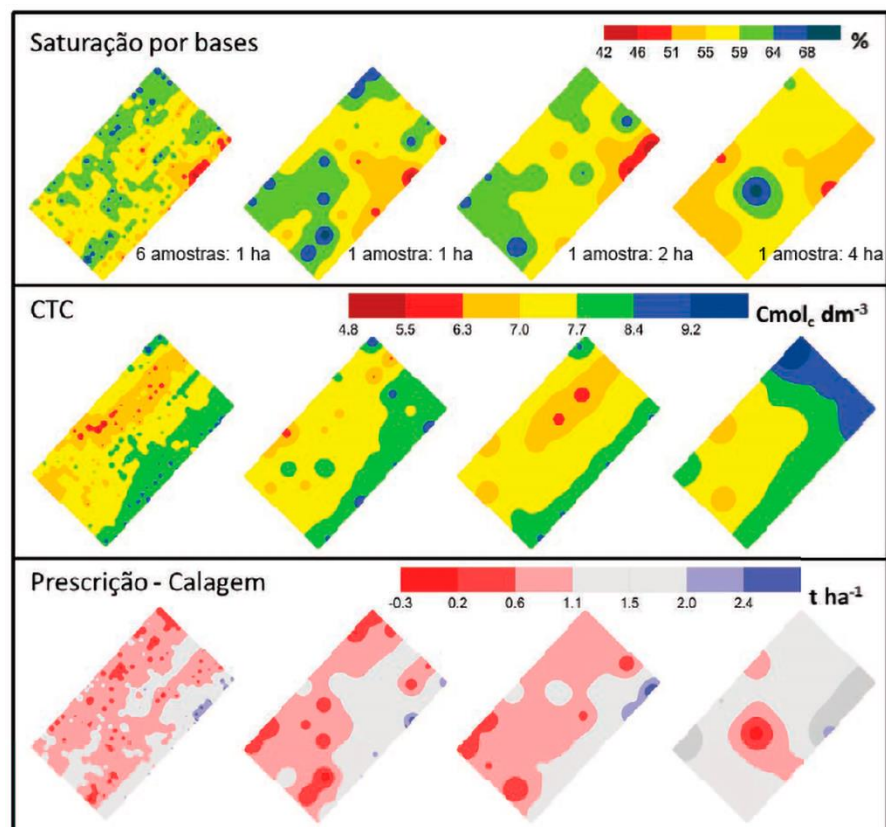 Saturação por bases
42 46 51 55 59 64 68 %
6 amostras: 1 ha 1 amostra: 1 ha 1 amostra: 2 ha 1 amostra: 4 ha
CTC
4.8 5.5 6.3 7.0 7.7 8.4 9.2 Cmolc dm-3
Prescrição - Calagem
-0.3 0.2 0.6 1.1 1.5 2.0 2.4 t ha-1